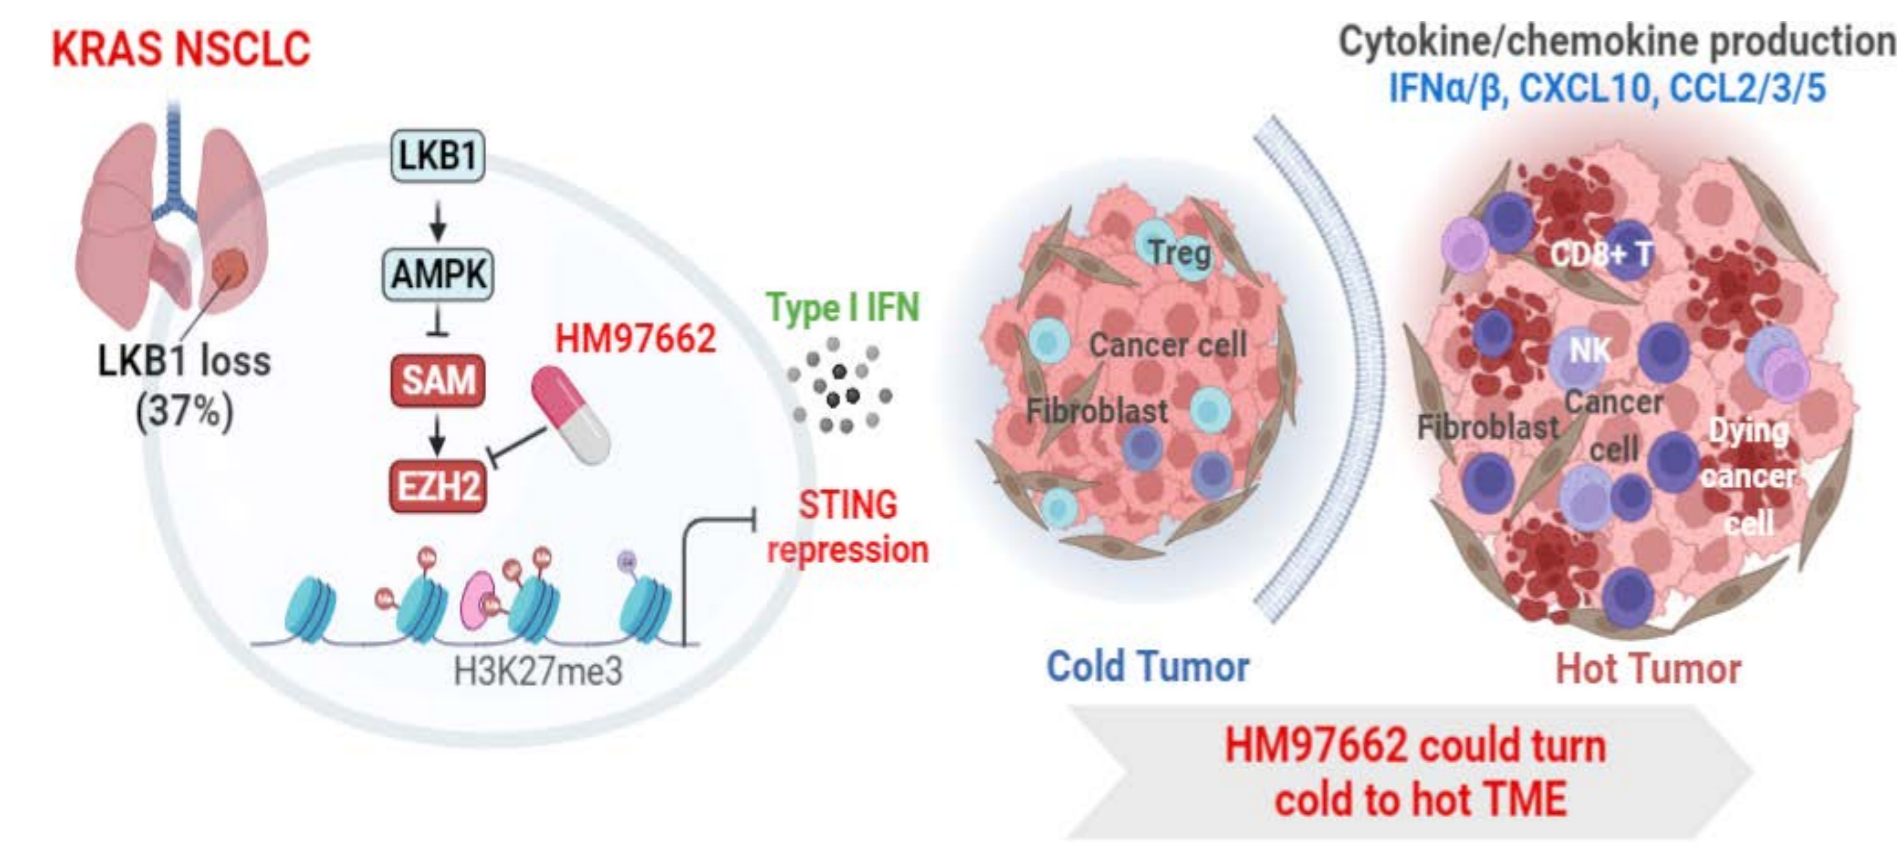 KRAS NSCLC
LKB1 loss
(37%)
LKB1
AMPK
SAM
EZH2
HM97662
H3K27me3
Type I IFN
STING
repression
Treg
Cancer cell
Fibroblast
Cold Tumor
Cytokine/chemokine production
IFNα/β, CXCL10, CCL2/3/5
CD8+ T
NK
Cancer
cell
Fibroblast
Dying
cancer
cell
Hot Tumor
HM97662 could turn
cold to hot TME